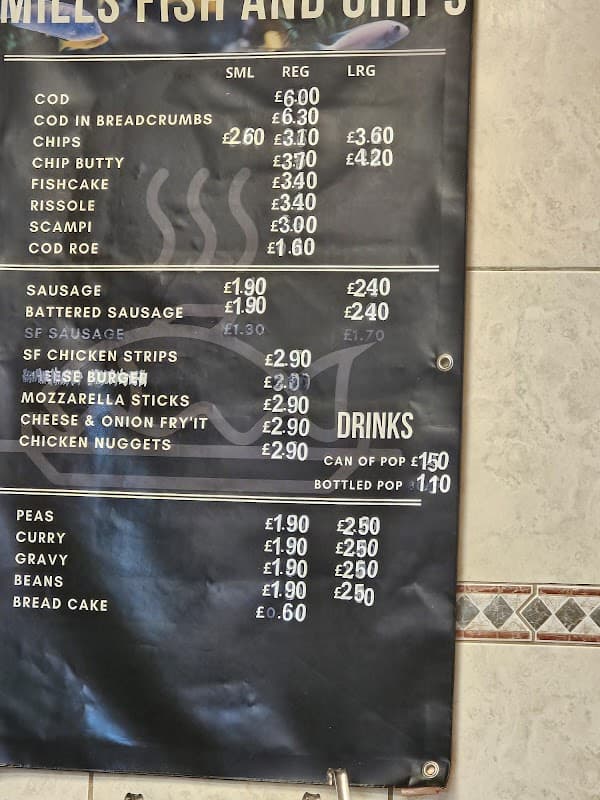 MILLS FISH AND CHIPS
SML REG LRG
COD £6.00
COD IN BREADCRUMBS £6.30
CHIPS £2.60 £3.10 £3.60
CHIP BUTTY £3.70 £4.20
FISHCAKE £3.40
RISSOLE £3.40
SCAMPI £3.00
COD ROE £1.60
SAUSAGE £1.90 £2.40
BATTERED SAUSAGE £1.90 £2.40
SF SAUSAGE £1.30 £1.70
SF CHICKEN STRIPS £2.90
CHEESE BURGER
MOZZARELLA STICKS £2.90
CHEESE & ONION FRY'IT £2.90
CHICKEN NUGGETS £2.90
DRINKS
CAN OF POP £1.50
BOTTLED POP 1.10
PEAS £1.90 £2.50
CURRY £1.90 £2.50
GRAVY £1.90 £2.50
BEANS £1.90 £2.50
BREAD CAKE £0.60